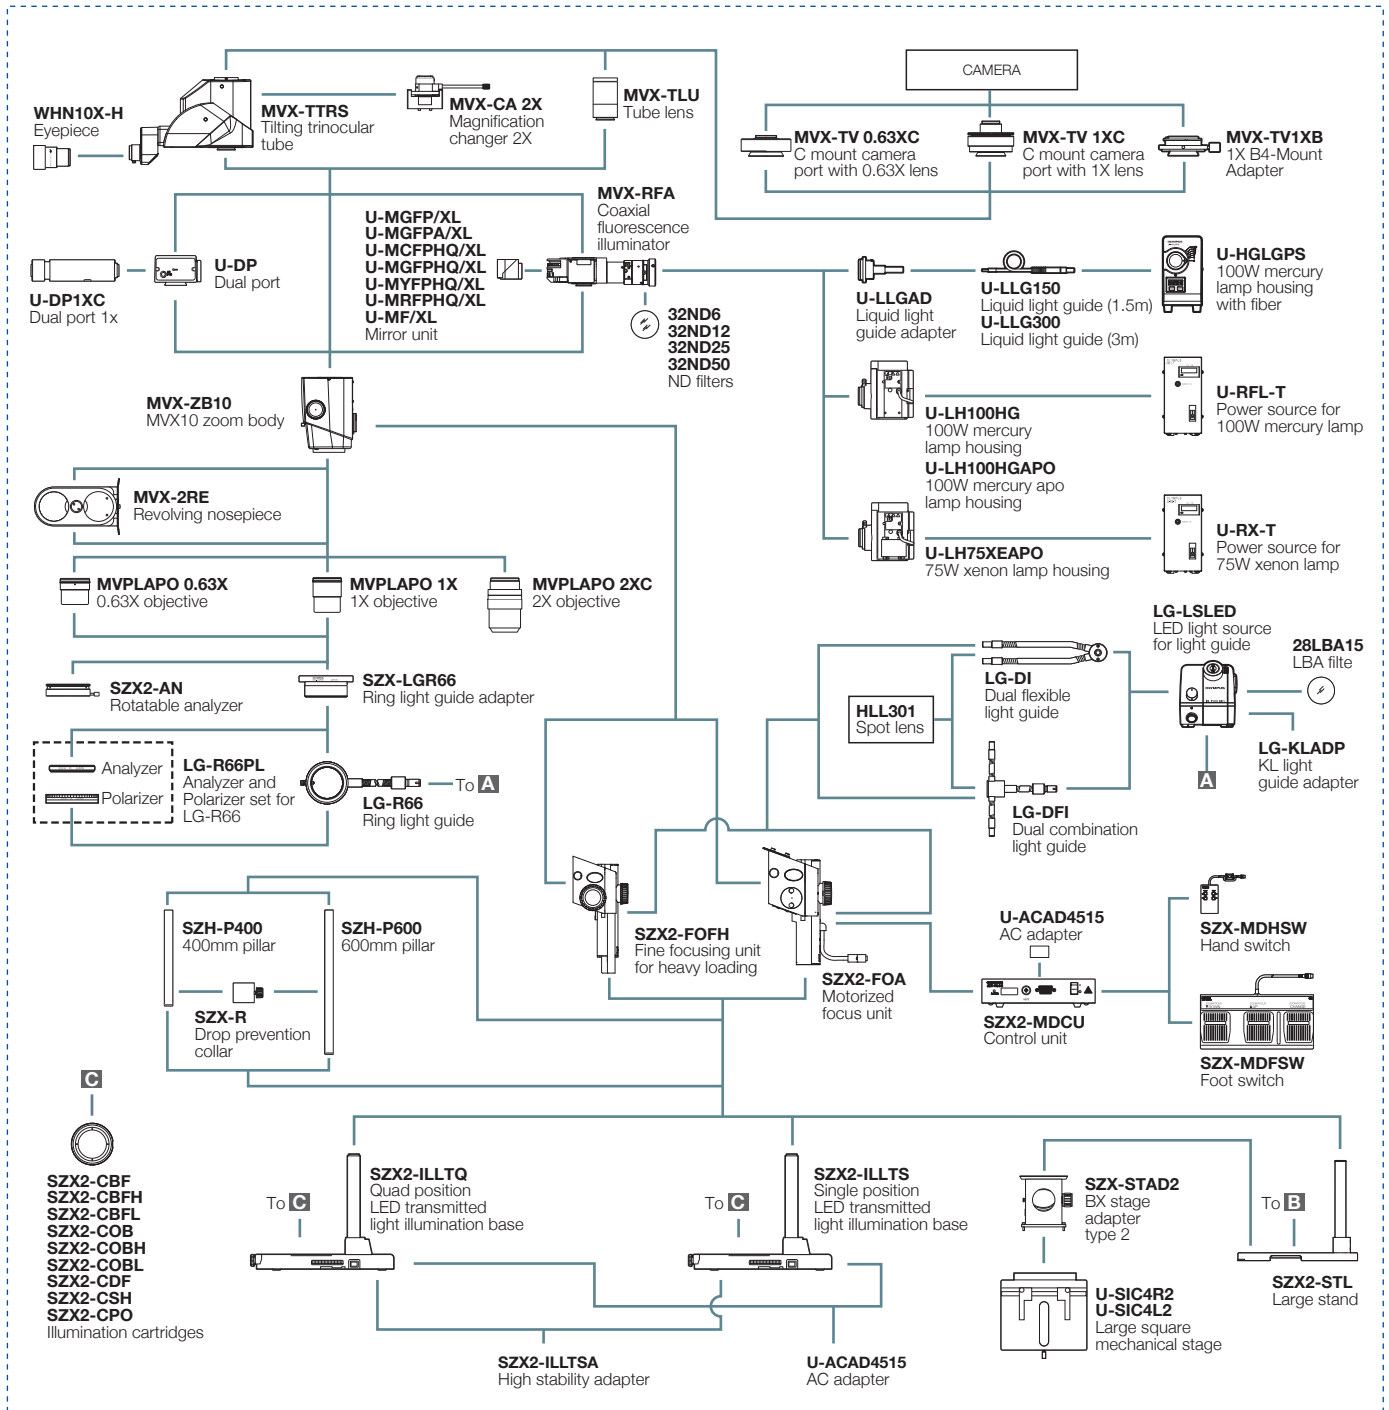 CAMERA
WHN10X-H
Eyepiece
MVX-TTRS
Tilting trinocular
tube
MVX-CA 2X
Magnification
changer 2X
MVX-TLU
Tube lens
MVX-TV 0.63XC
C mount camera
port with 0.63X lens
MVX-TV 1XC
C mount camera
port with 1X lens
MVX-TV1XB
1X B4-Mount
Adapter
U-DP1XC
Dual port 1x
U-DP
Dual port
U-MGFP/XL
U-MGFPA/XL
U-MCFPHQ/XL
U-MGFPHQ/XL
U-MYFPHQ/XL
U-MRFPHQ/XL
U-MF/XL
Mirror unit
MVX-RFA
Coaxial
fluorescence
illuminator
32ND6
32ND12
32ND25
32ND50
ND filters
U-LLGAD
Liquid light
guide adapter
U-LLG150
Liquid light guide (1.5m)
U-LLG300
Liquid light guide (3m)
U-HGLGPS
100W mercury
lamp housing
with fiber
MVX-ZB10
MVX10 zoom body
U-LH100HG
100W mercury
lamp housing
U-LH100HGAPO
100W mercury apo
lamp housing
U-RFL-T
Power source for
100W mercury lamp
MVX-2RE
Revolving nosepiece
U-LH75XEAPO
75W xenon lamp housing
U-RX-T
Power source for
75W xenon lamp
MVPLAPO 0.63X
0.63X objective
MVPLAPO 1X
1X objective
MVPLAPO 2XC
2X objective
SZX2-AN
Rotatable analyzer
SZX-LGR66
Ring light guide adapter
LG-DI
Dual flexible
light guide
HLL301
Spot lens
LG-LSLED
LED light source
for light guide
OLYMPUS
28LBA15
LBA filte
LG-KLADP
KL light
guide adapter
A
Analyzer
Polarizer
LG-R66PL
Analyzer and
Polarizer set for
LG-R66
LG-R66
Ring light guide
To A
LG-DFI
Dual combination
light guide
SZH-P400
400mm pillar
SZH-P600
600mm pillar
SZX-R
Drop prevention
collar
SZX2-FOFH
Fine focusing unit
for heavy loading
SZX2-FOA
Motorized
focus unit
U-ACAD4515
AC adapter
SZX2-MDCU
Control unit
SZX-MDHSW
Hand switch
SZX-MDFSW
Foot switch
C
SZX2-CBF
SZX2-CBFH
SZX2-CBFL
SZX2-COB
SZX2-COBH
SZX2-COBL
SZX2-CDF
SZX2-CSH
SZX2-CPO
Illumination cartridges
To C
SZX2-ILLTQ
Quad position
LED transmitted
light illumination base
To C
SZX2-ILLTS
Single position
LED transmitted
light illumination base
SZX-STAD2
BX stage
adapter
type 2
To B
SZX2-STL
Large stand
U-SIC4R2
U-SIC4L2
Large square
mechanical stage
SZX2-ILLTSA
High stability adapter
U-ACAD4515
AC adapter